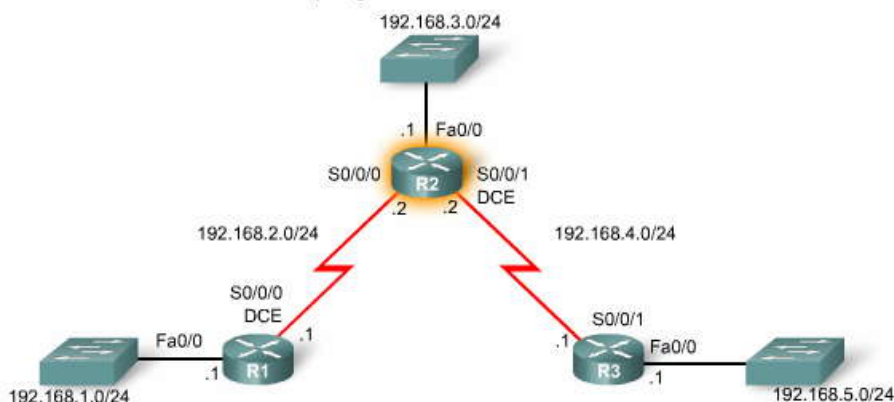 192.168.3.0/24
.1 Fa0/0
S0/0/0
R2
S0/0/1
DCE
.2
.2
192.168.2.0/24
192.168.4.0/24
S0/0/0
DCE
S0/0/1
Fa0/0
.1
.1
Fa0/0
.1
R1
R3
.1
192.168.1.0/24
192.168.5.0/24